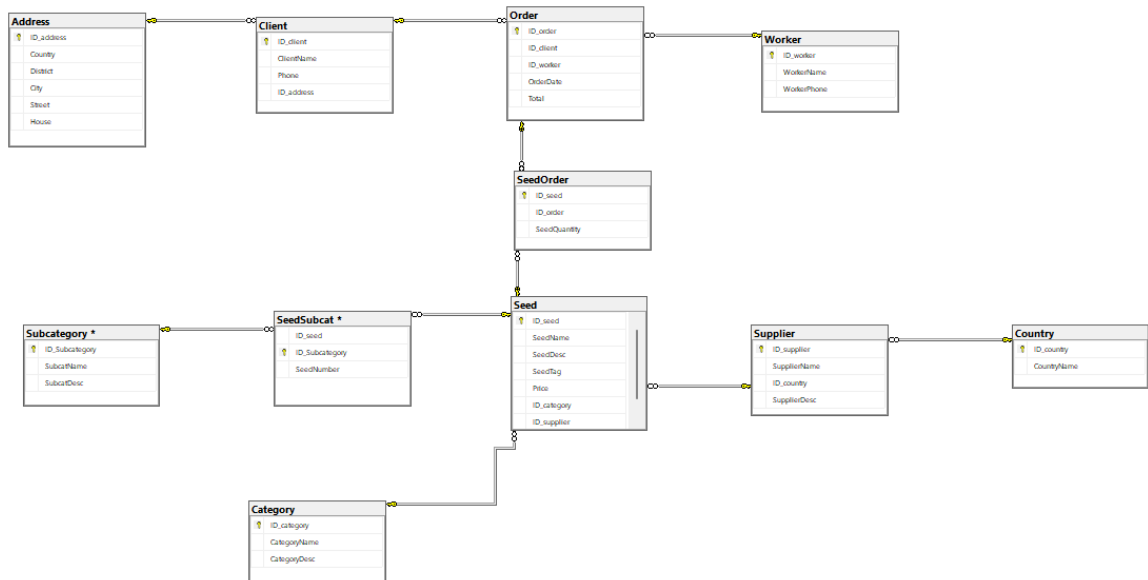 Address
ID_address
Country
District
City
Street
House
Client
ID_client
ClientName
Phone
ID_address
Order
ID_order
ID_client
ID_worker
OrderDate
Total
Worker
ID_worker
WorkerName
WorkerPhone
SeedOrder
ID_seed
ID_order
SeedQuantity
Subcategory *
ID_Subcategory
SubcatName
SubcatDesc
SeedSubcat *
ID_seed
ID_Subcategory
SeedNumber
Seed
ID_seed
SeedName
SeedDesc
SeedTag
Price
ID_category
ID_supplier
Supplier
ID_supplier
SupplierName
ID_country
SupplierDesc
Country
ID_country
CountryName
Category
ID_category
CategoryName
CategoryDesc